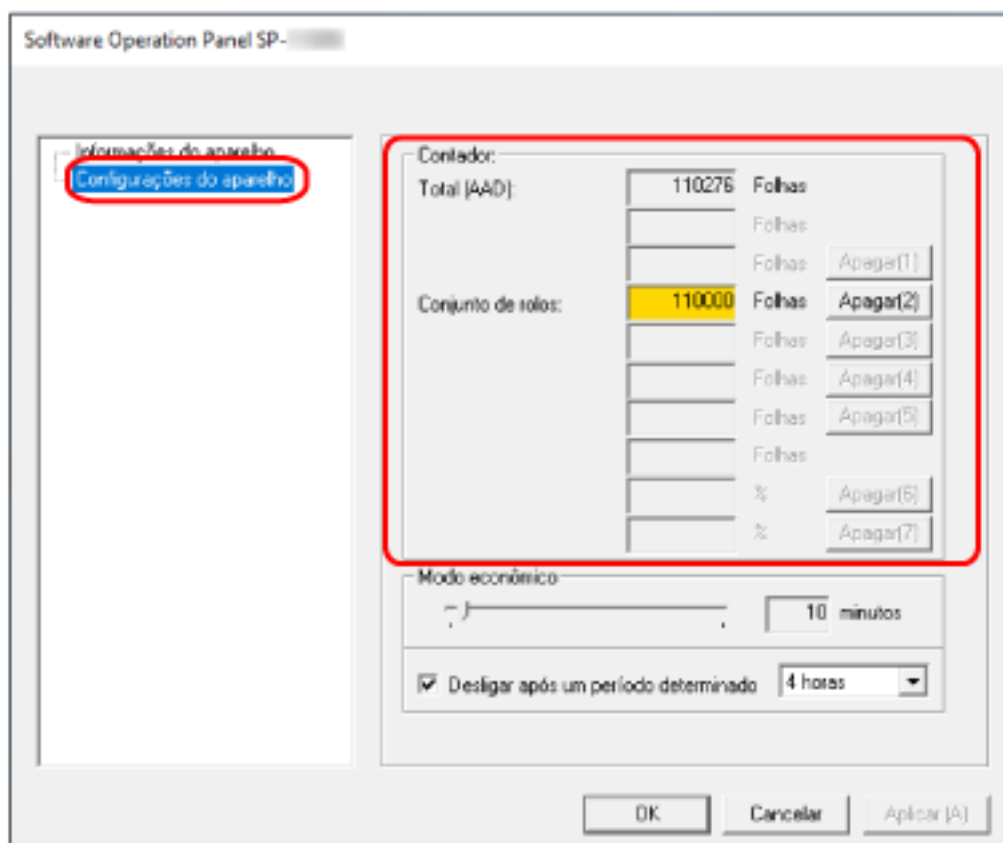 Software Operation Panel SP-
Informações do aparelho
Configurações do aparelho
Contador:
Total (AAD): 110276 Folhas
Folhas
Folhas Apagar(1)
Conjunto de rolos: 110000 Folhas Apagar(2)
Folhas Apagar(3)
Folhas Apagar(4)
Folhas Apagar(5)
Folhas
% Apagar(6)
% Apagar(7)
Modo econômico
10 minutos
Desligar após um período determinado 4 horas
OK Cancelar Aplicar (A)